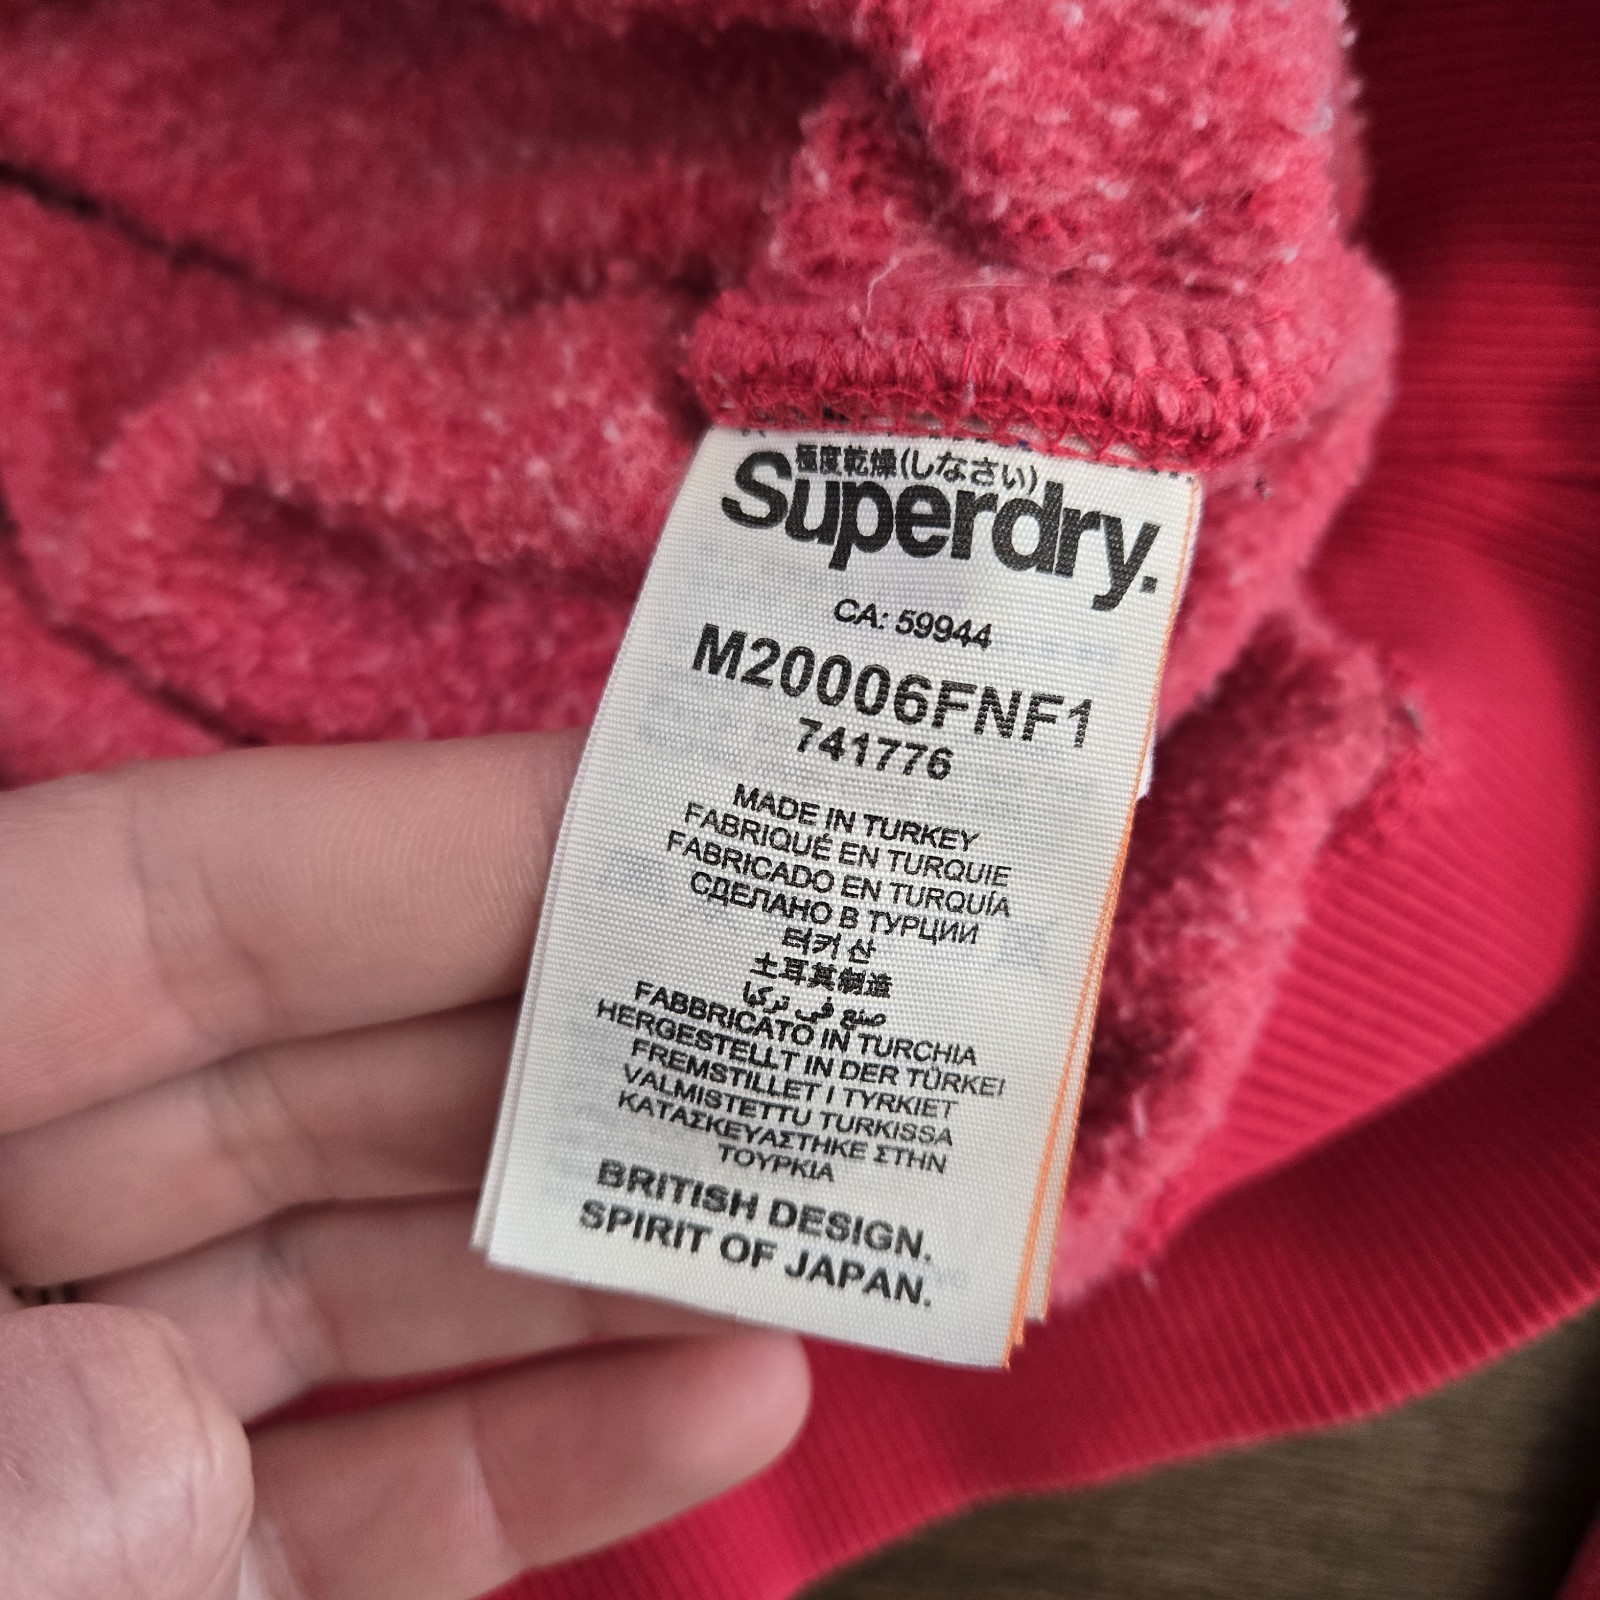 極度乾燥(しなさい)
Superdry.
CA: 59944
M20006FNF1
741776
MADE IN TURKEY
FABRIQUÉ EN TURQUIE
FABRICADO EN TURQUÍA
СДЕЛАНО В ТУРЦИИ
터키 산
土耳其制造
صنع في تركيا
FABBRICATO IN TURCHIA
HERGESTELLT IN DER TÜRKEI
FREMSTILLET I TYRKIET
VALMISTETTU TURKISSA
ΚΑΤΑΣΚΕΥΑΣΤΗΚΕ ΣΤΗΝ
ΤΟΥΡΚΙΑ
BRITISH DESIGN.
SPIRIT OF JAPAN.